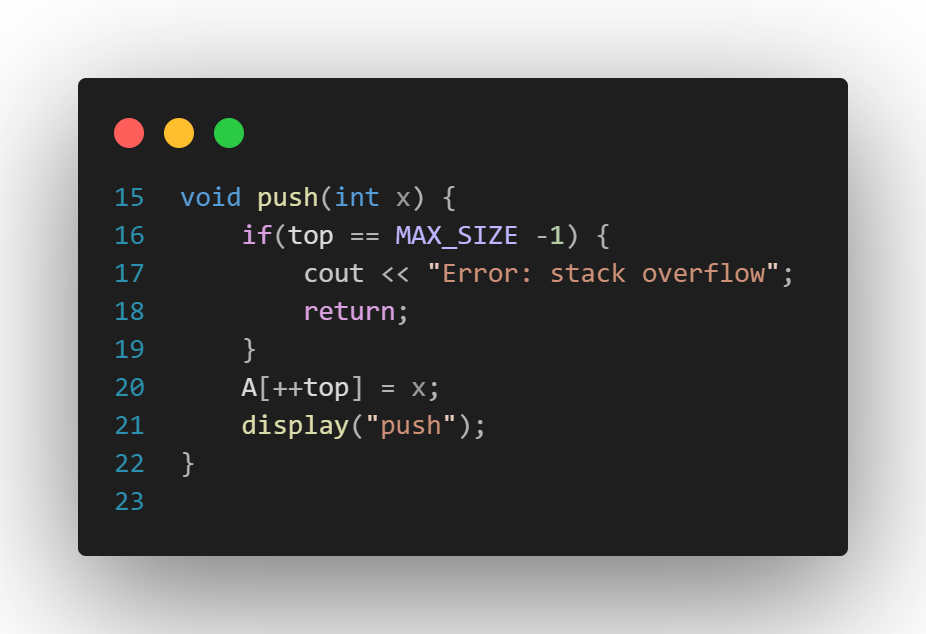 15 void push(int x) {
16     if(top == MAX_SIZE -1) {
17         cout << "Error: stack overflow";
18         return;
19     }
20     A[++top] = x;
21     display("push");
22 }
23